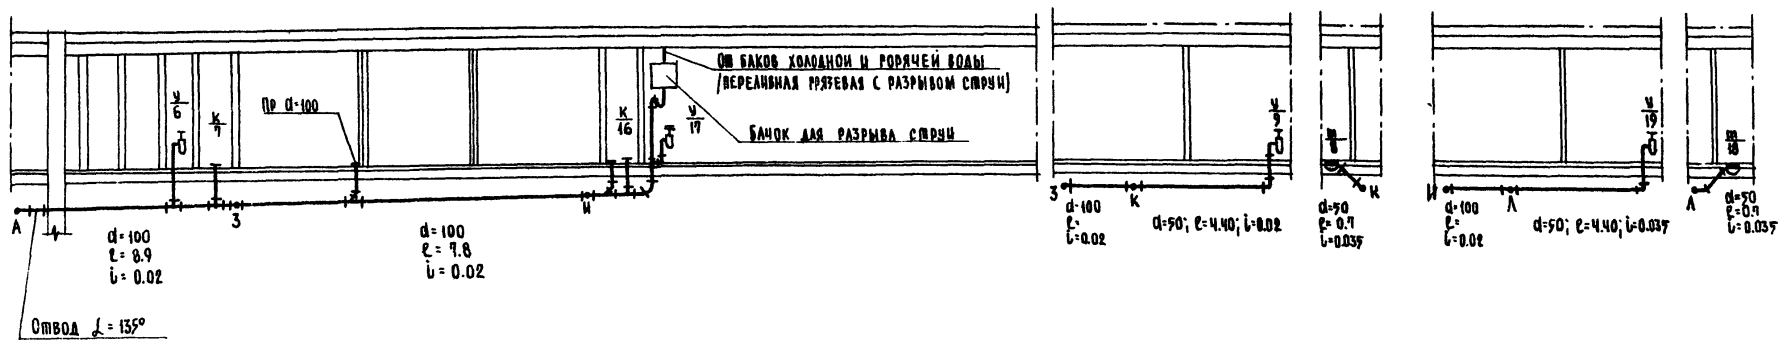 От баков холодной и горячей воды
/переливная грязевая с разрывом струи/
Бачок для разрыва струи
У
6
К
7
Пр d=100
К
16
У
17
А
З
И
d=100
ℓ=8.9
i=0.02
d=100
ℓ=7.8
i=0.02
Отвод ∠=135°
У
9
З
К
d=100
ℓ=
i=0.02
d=50; ℓ=4.40; i=0.02
Т
К
d=50
ℓ=0.7
i=0.035
У
19
И
Л
d=100
ℓ=
i=0.02
d=50; ℓ=4.40; i=0.035
Т
18
Л
d=50
ℓ=0.7
i=0.035